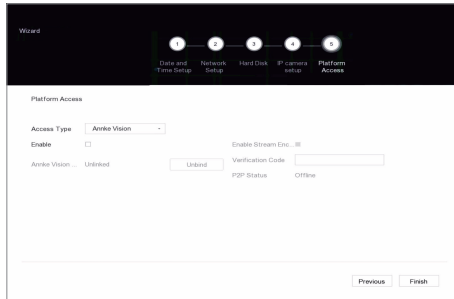 Wizard
1 2 3 4 5
Date and Time Setup
Network Setup
Hard Disk
IP camera setup
Platform Access
Platform Access
Access Type Annke Vision
Enable
Enable Stream Enc...
Annke Vision ... Unlinked Unbind
Verification Code
P2P Status Offline
Previous Finish